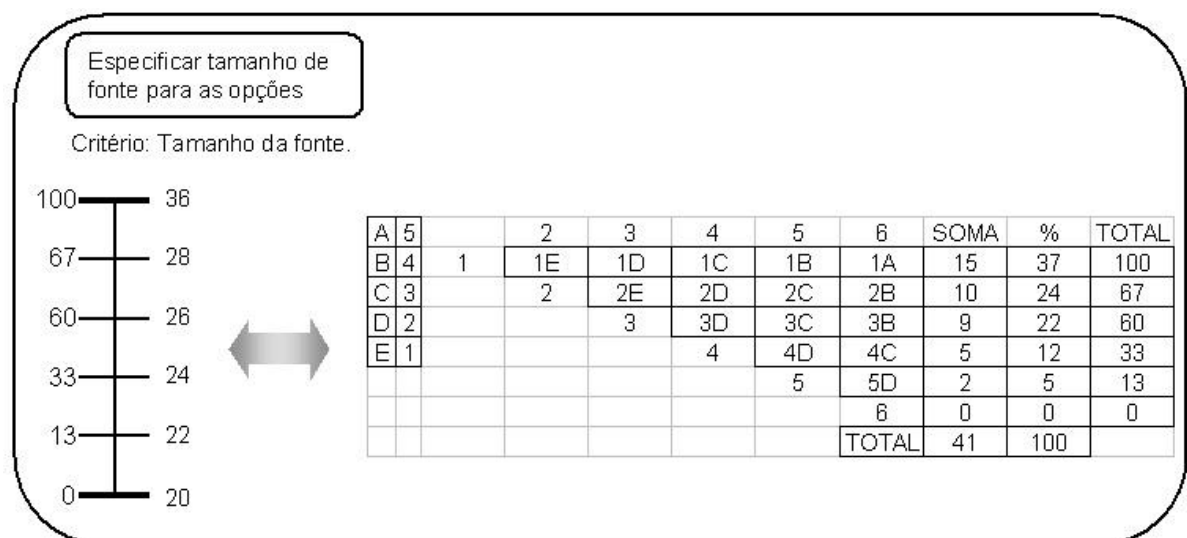 Especificar tamanho de
fonte para as opções
Critério: Tamanho da fonte.
100 36
67 28
60 26
33 24
13 22
0 20
A 5 2 3 4 5 6 SOMA % TOTAL
B 4 1 1E 1D 1C 1B 1A 15 37 100
C 3 2 2E 2D 2C 2B 10 24 67
D 2 3 3D 3C 3B 9 22 60
E 1 4 4D 4C 5 12 33
5 5D 2 5 13
6 0 0 0
TOTAL 41 100